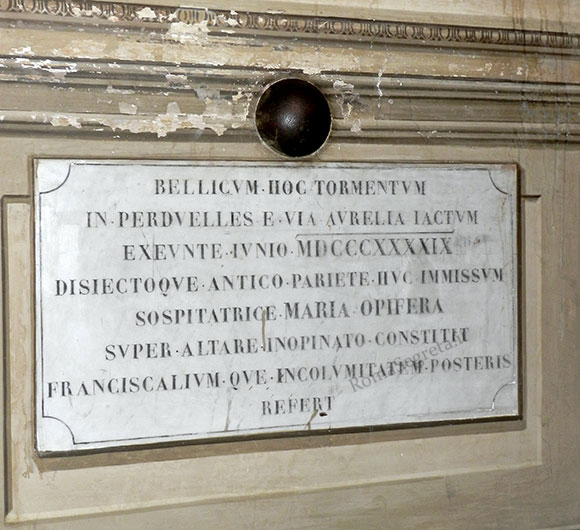 BELLICVM·HOC TORMENTVM
IN·PERDVELLES·E·VIA AVRELIA IACTVM
EXEVNTE·IVNIO·MDCCCXXXXIX
DISIECTOQVE·ANTICO·PARIETE·HVC·IMMISSVM
SOSPITATRICE·MARIA·OPIFERA
SVPER·ALTARE·INOPINATO·CONSTITIT
FRANCISCALIVM·QVE·INCOLVMITATEM·POSTERIS
REFERT